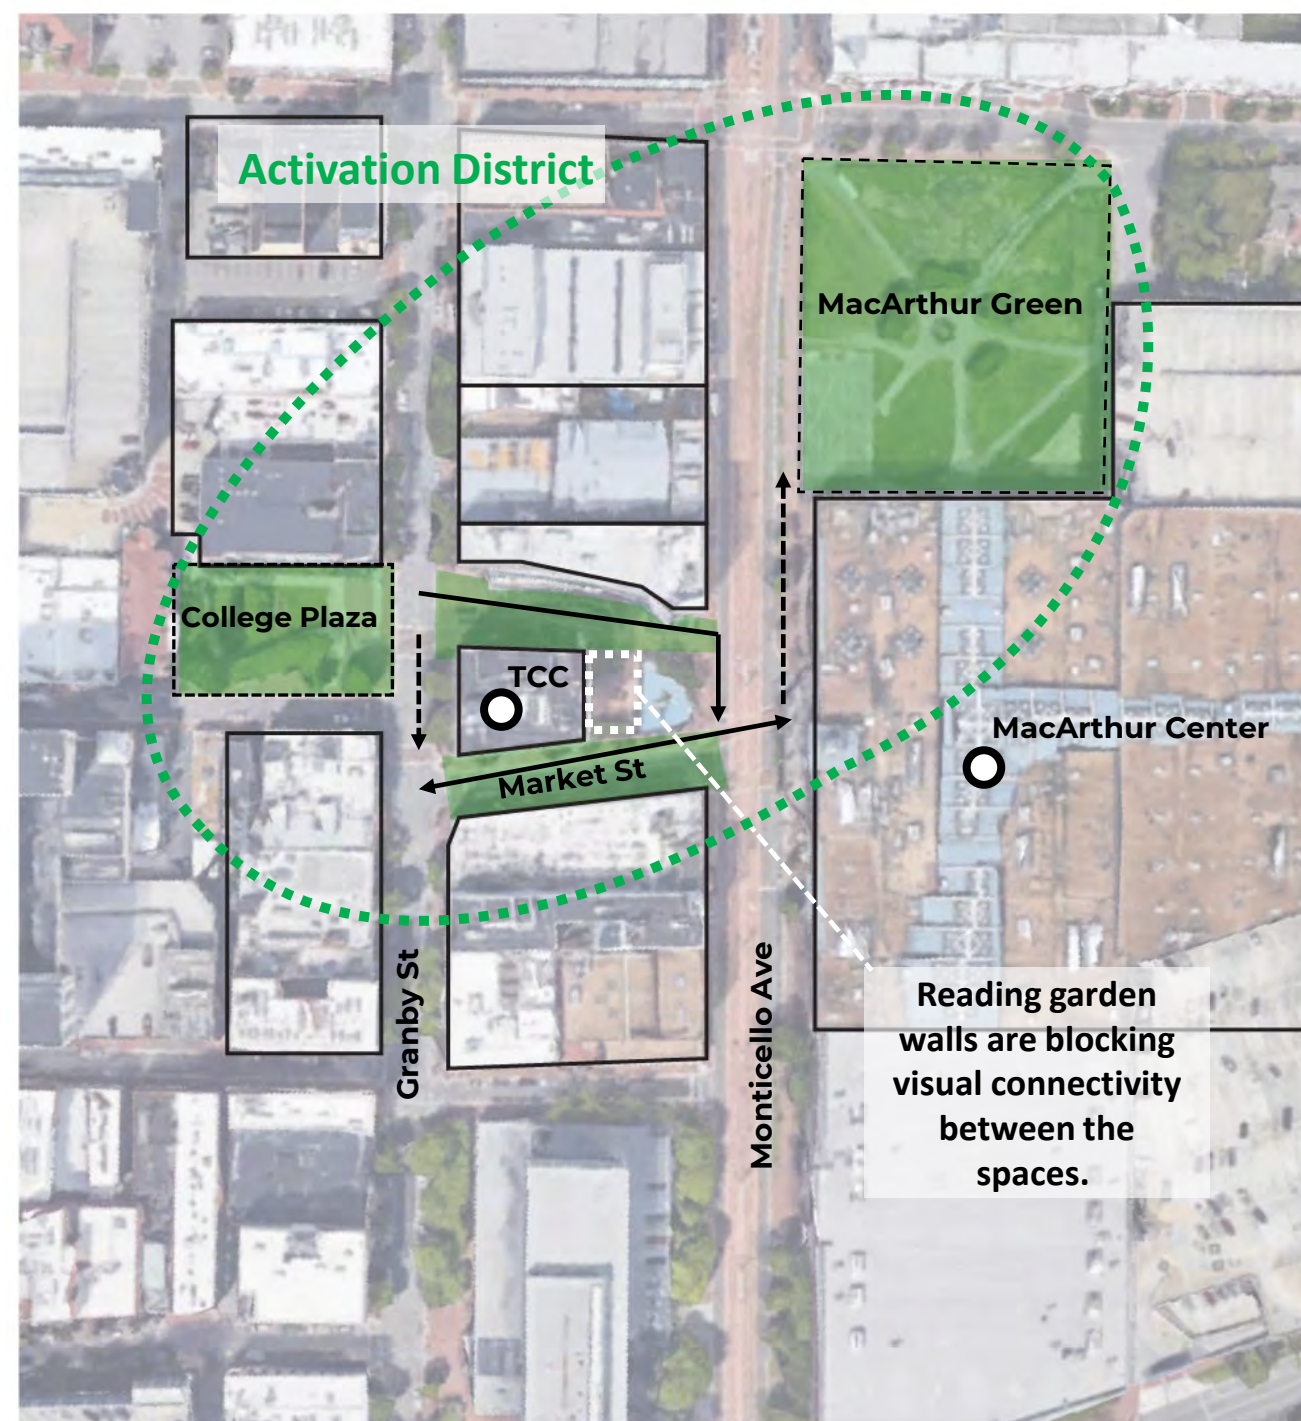 Activation District
MacArthur Green
College Plaza
TCC
MacArthur Center
Market St
Granby St
Monticello Ave
Reading garden
walls are blocking
visual connectivity
between the
spaces.